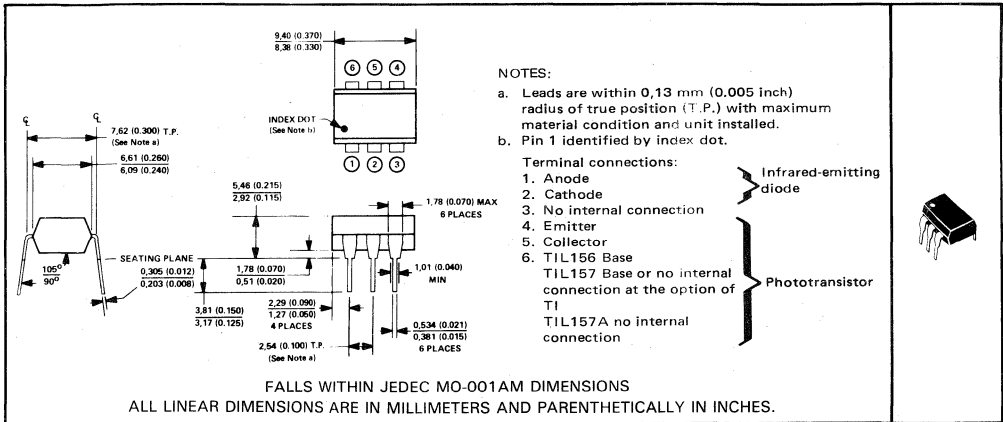 9,40 (0.370)
8,38 (0.330)
6 5 4
INDEX DOT
(See Note b)
1 2 3
℄ ℄
7,62 (0.300) T.P.
(See Note a)
6,61 (0.260)
6,09 (0.240)
5,46 (0.215)
2,92 (0.115)
1,78 (0.070) MAX
6 PLACES
SEATING PLANE
105°
90°
0,305 (0.012)
0,203 (0.008)
1,78 (0.070)
0,51 (0.020)
1,01 (0.040)
MIN
3,81 (0.150)
3,17 (0.125)
2,29 (0.090)
1,27 (0.050)
4 PLACES
0,534 (0.021)
0,381 (0.015)
6 PLACES
2,54 (0.100) T.P.
(See Note a)
NOTES:
a. Leads are within 0,13 mm (0.005 inch)
radius of true position (T.P.) with maximum
material condition and unit installed.
b. Pin 1 identified by index dot.
Terminal connections:
1. Anode
2. Cathode
Infrared-emitting
diode
3. No internal connection
4. Emitter
5. Collector
6. TIL156 Base
TIL157 Base or no internal
connection at the option of
TI
TIL157A no internal
connection
Phototransistor
FALLS WITHIN JEDEC MO-001AM DIMENSIONS
ALL LINEAR DIMENSIONS ARE IN MILLIMETERS AND PARENTHETICALLY IN INCHES.